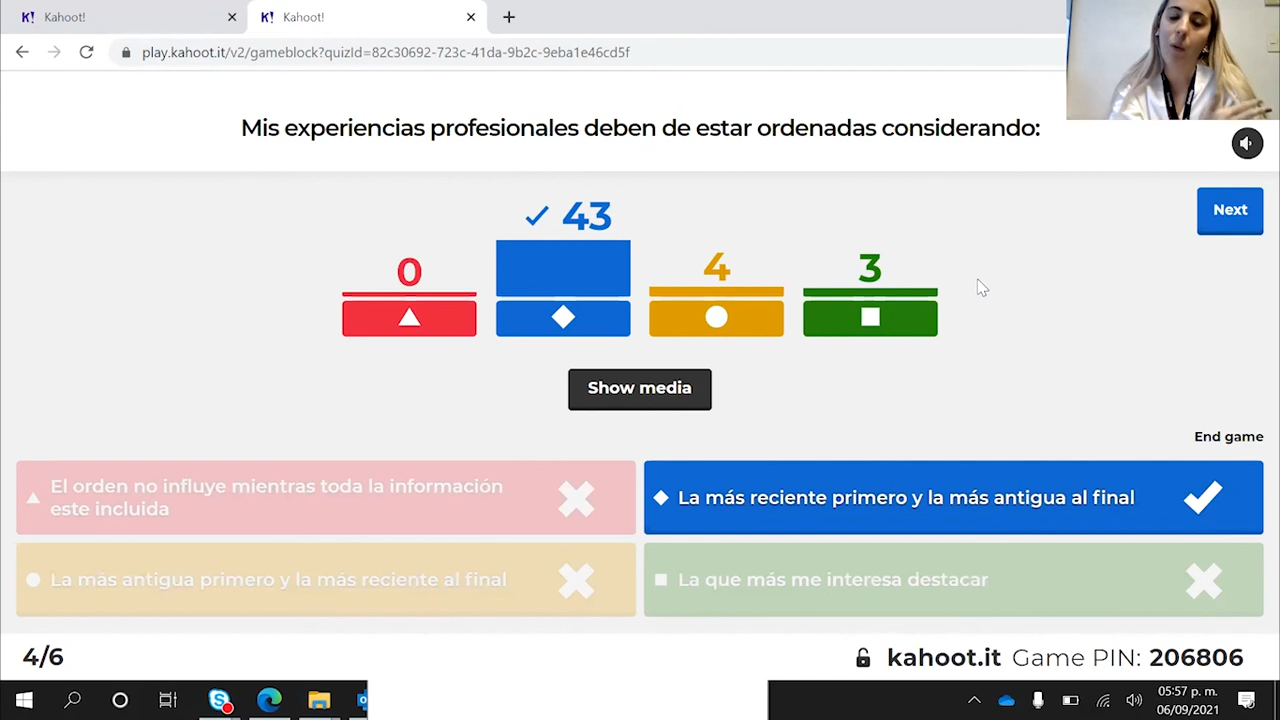 K! Kahoot!
K! Kahoot!
play.kahoot.it/v2/gameblock?quizId=82c30692-723c-41da-9b2c-9eba1e46cd5f
Mis experiencias profesionales deben de estar ordenadas considerando:
Next
0
43
4
3
Show media
End game
El orden no influye mientras toda la información
este incluida
La más reciente primero y la más antigua al final
La más antigua primero y la más reciente al final
La que más me interesa destacar
4/6
kahoot.it Game PIN: 206806
05:57 p. m.
06/09/2021